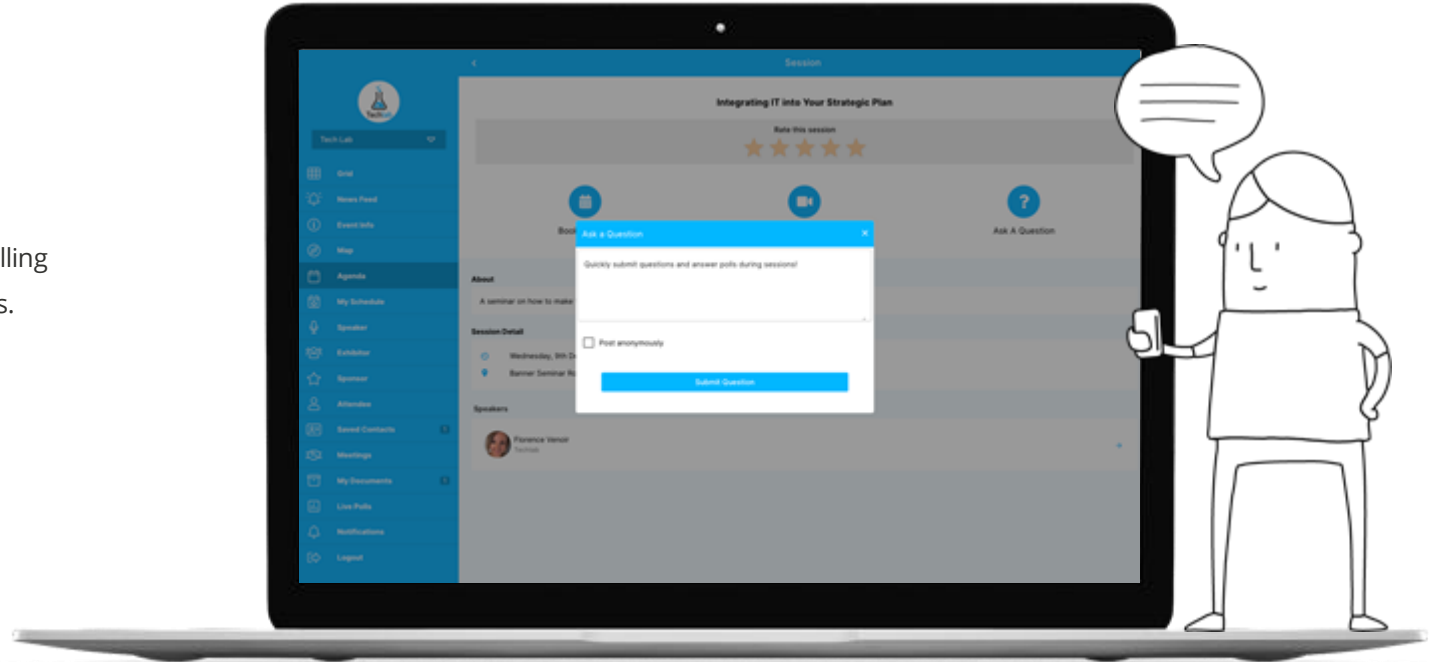 lling
s.
Session
TechLab
Tech Lab
Grid
News Feed
Event Info
Map
Agenda
My Schedule
Speaker
Exhibitor
Sponsor
Attendee
Saved Contacts
Meetings
My Documents
Live Polls
Notifications
Logout
Integrating IT into Your Strategic Plan
Rate this session
Boo
Ask A Question
Ask a Question
Quickly submit questions and answer polls during sessions!
Post anonymously
Submit Question
About
A seminar on how to make
Session Detail
Wednesday, 9th D
Banner Seminar Ro
Speakers
Florence Venoir
Techlab